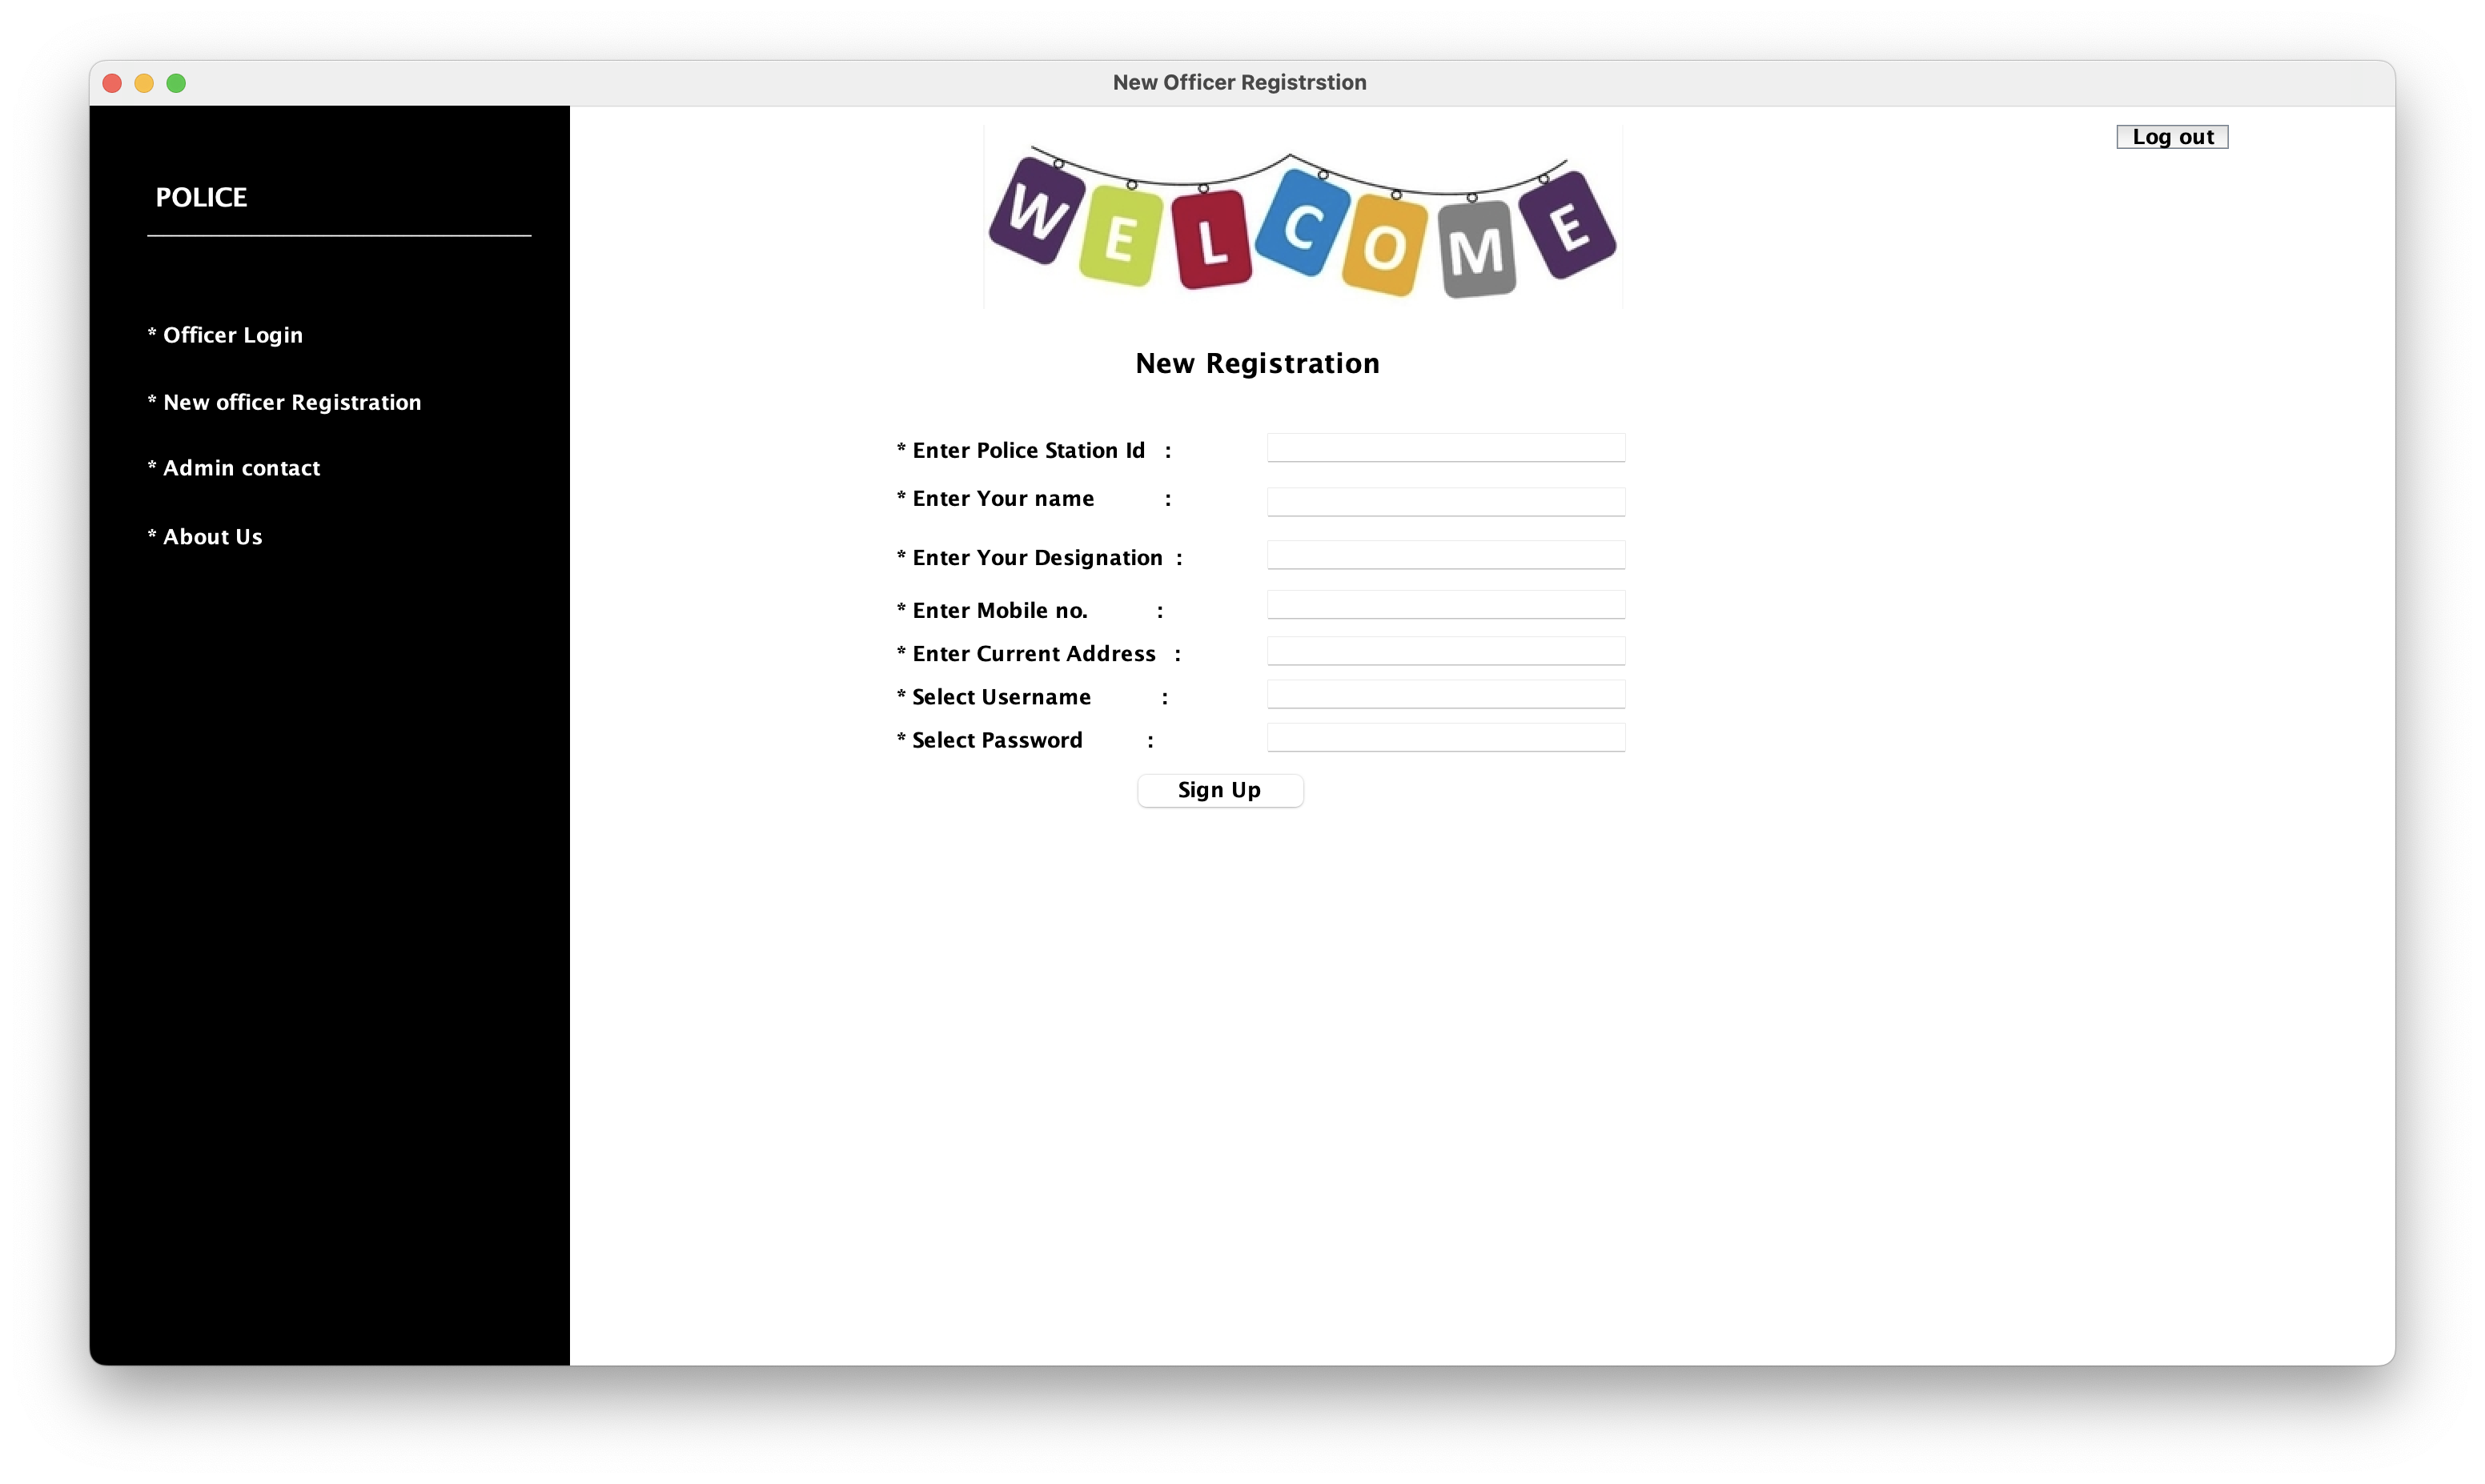 New Officer Registrstion
POLICE
* Officer Login
* New officer Registration
* Admin contact
* About Us
Log out
WELCOME
New Registration
* Enter Police Station Id :
* Enter Your name :
* Enter Your Designation :
* Enter Mobile no. :
* Enter Current Address :
* Select Username :
* Select Password :
Sign Up